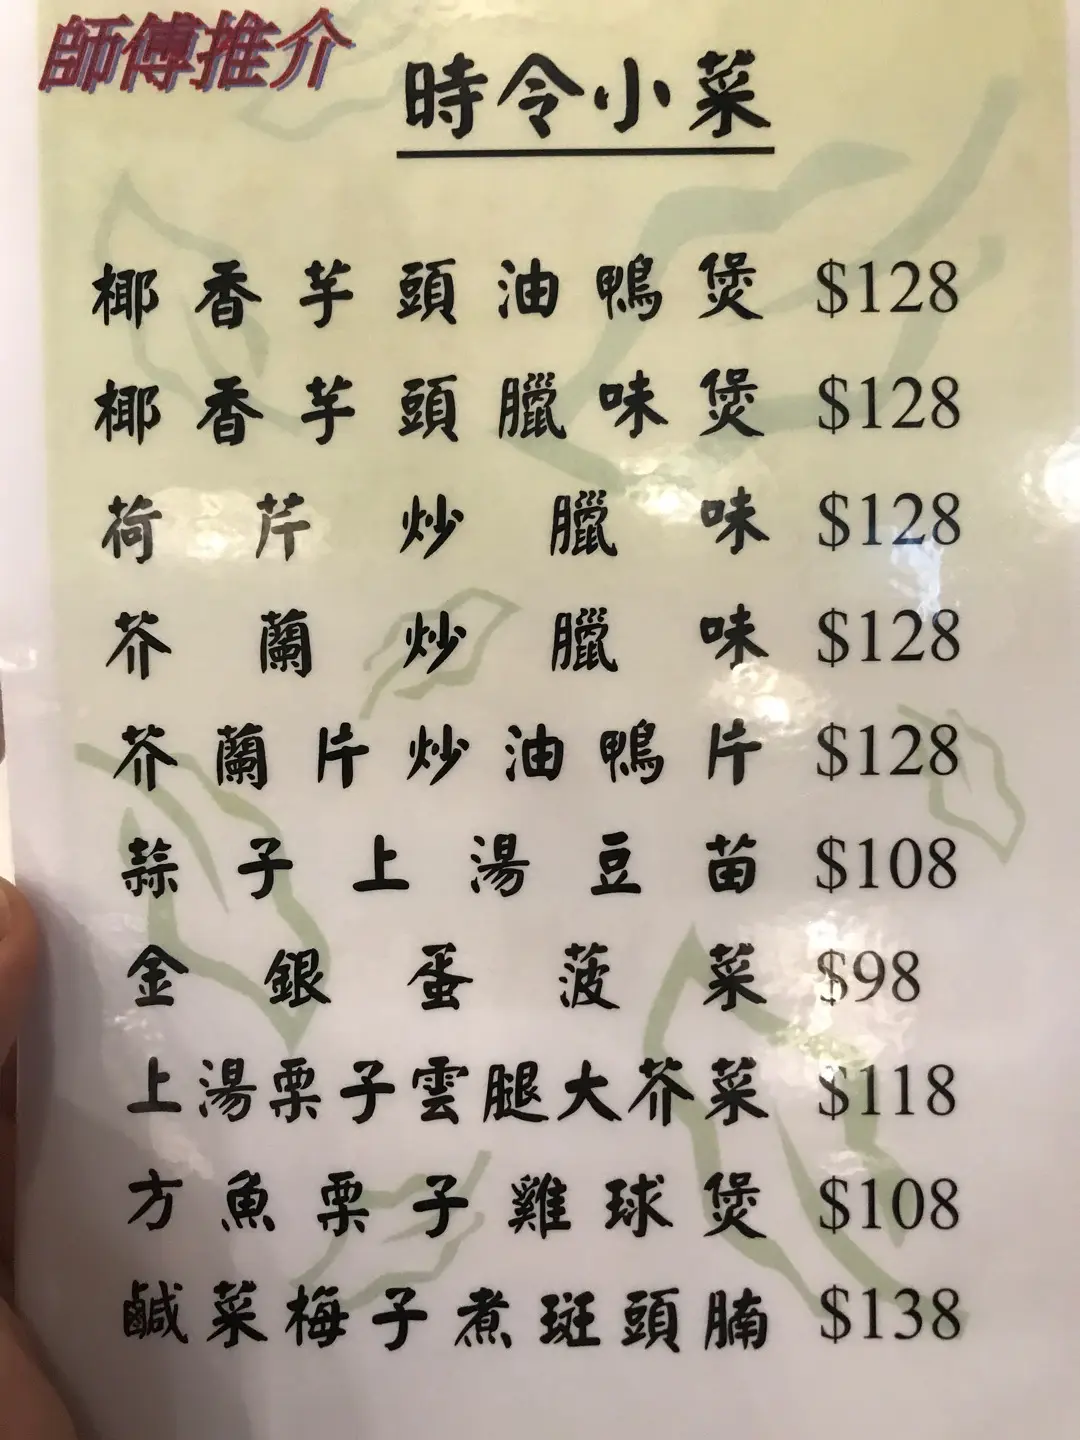 師傅推介
時令小菜
椰香芋頭油鴨煲 $128
椰香芋頭臘味煲 $128
荷芹炒臘味 $128
芥蘭炒臘味 $128
芥蘭片炒油鴨片 $128
蒜子上湯豆苗 $108
金銀蛋菠菜 $98
上湯栗子雲腿大芥菜 $118
方魚栗子雞球煲 $108
鹹菜梅子煮斑頭腩 $138